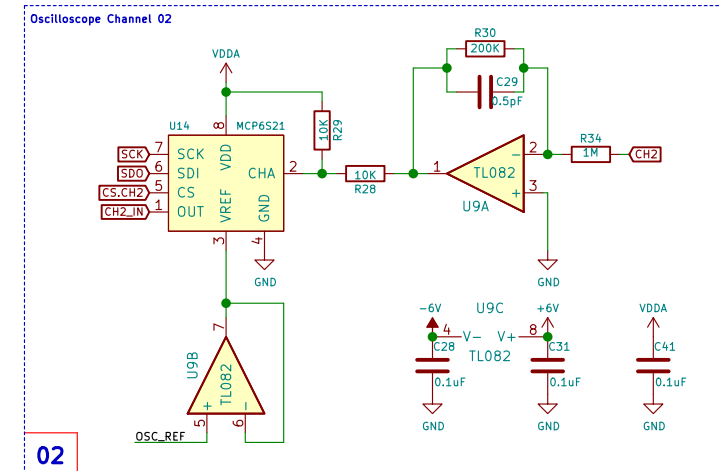 Oscilloscope Channel 02
R30
200K
VDDA
C29
0.5pF
U14
8
MCP6S21
10K
R29
R34
1M
CH2
SCK
7
SCK
VDD
SDO
6
SDI
CHA
2
10K
R28
1
TL082
2
-
3
+
U9A
CS.CH2
5
CS
CH2_IN
1
OUT
VREF
GND
3
4
GND
GND
-6V
U9C
+6V
VDDA
4
V-
V+
8
C28
TL082
C31
C41
0.1uF
0.1uF
0.1uF
GND
GND
GND
7
U9B
TL082
+
-
5
6
OSC_REF
02